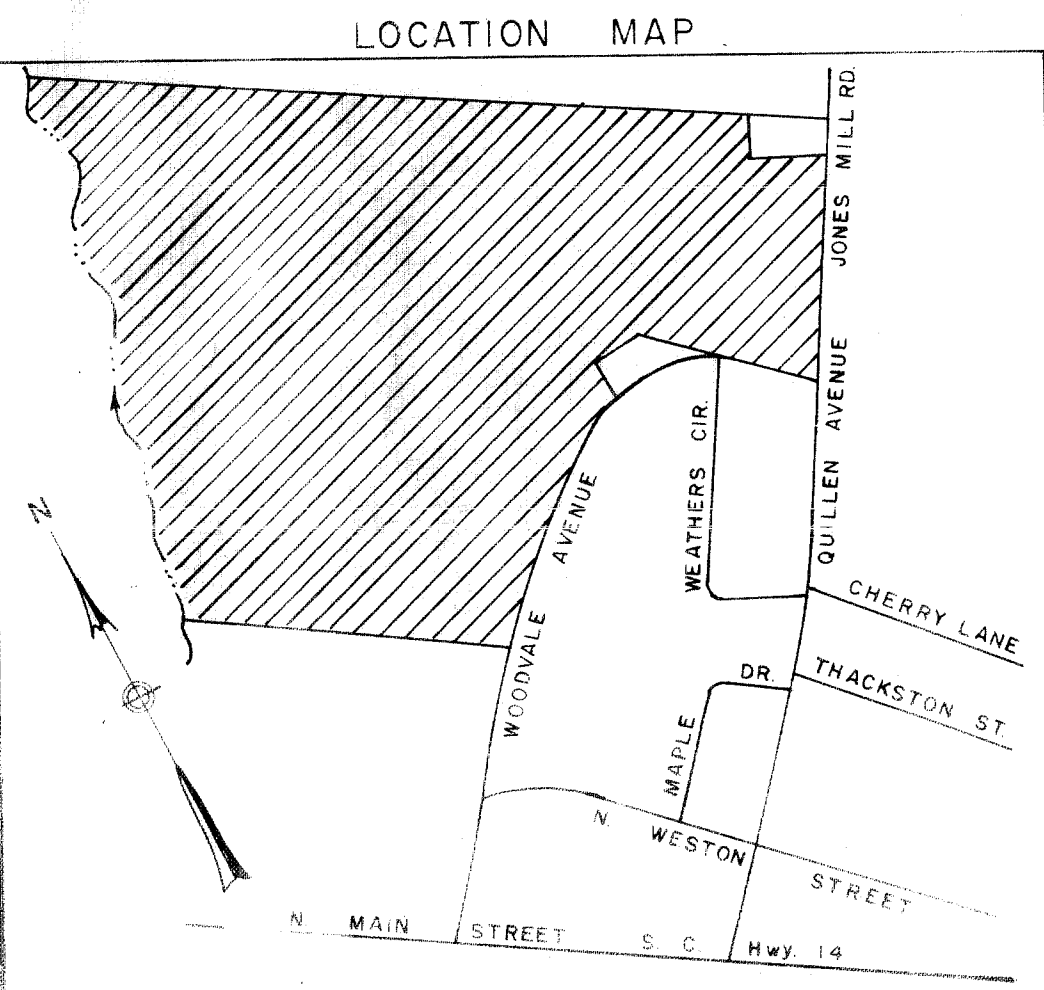 LOCATION MAP
JONES MILL RD.
QUILLEN AVENUE
WEATHERS CIR.
WOODVALE AVENUE
N
CHERRY LANE
THACKSTON ST.
MAPLE DR.
N. WESTON STREET
N. MAIN STREET S. C. Hwy. 14